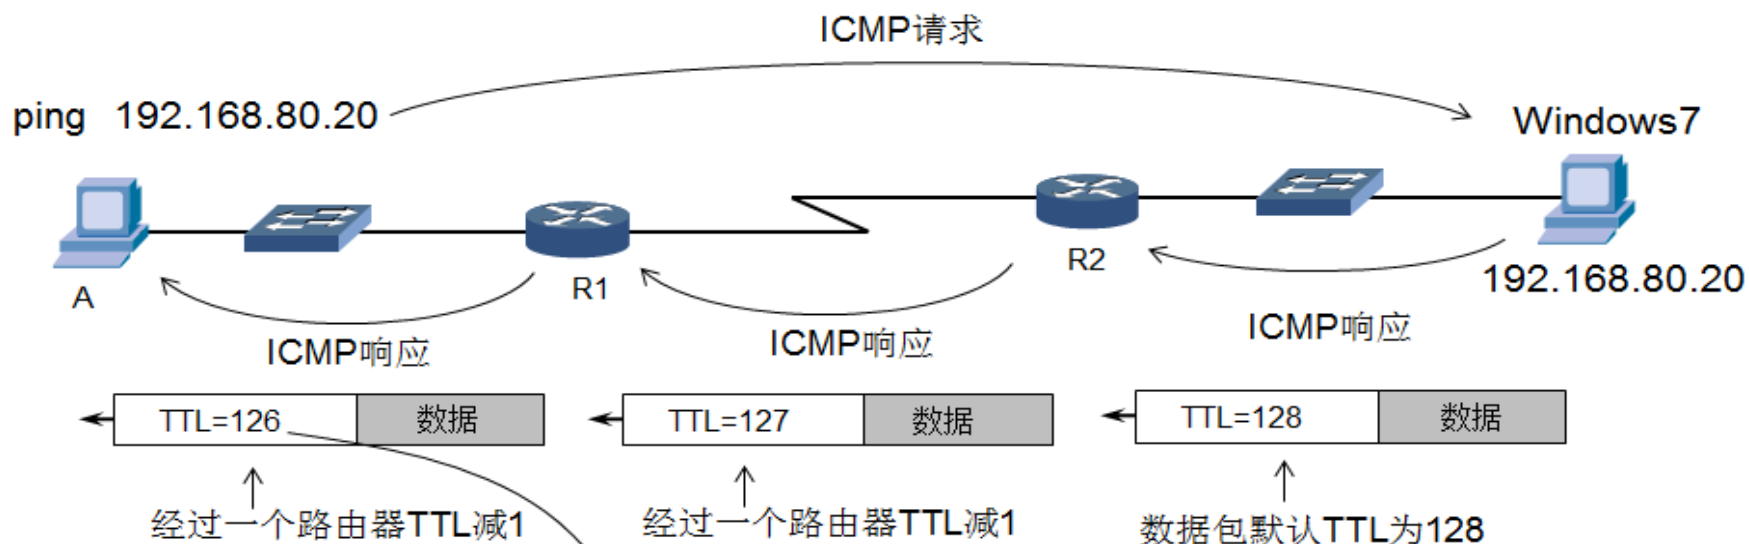 ICMP请求
ping 192.168.80.20
Windows7
A
R1
R2
192.168.80.20
ICMP响应
ICMP响应
ICMP响应
TTL=126 数据
TTL=127 数据
TTL=128 数据
经过一个路由器TTL减1
经过一个路由器TTL减1
数据包默认TTL为128